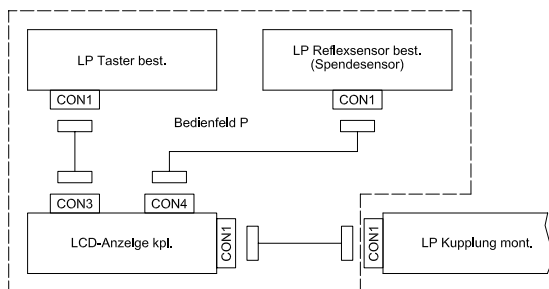 LP Taster best.
LP Reflexsensor best.
(Spendesensor)
CON1
CON1
Bedienfeld P
CON3
CON4
LCD-Anzelge kpl.
CON1
CON1
LP Kupplung mont.